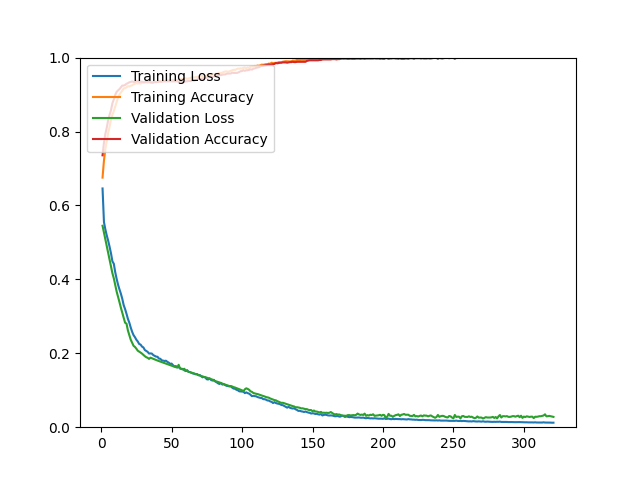 Training Loss
Training Accuracy
Validation Loss
Validation Accuracy
1.0
0.8
0.6
0.4
0.2
0.0
0 50 100 150 200 250 300